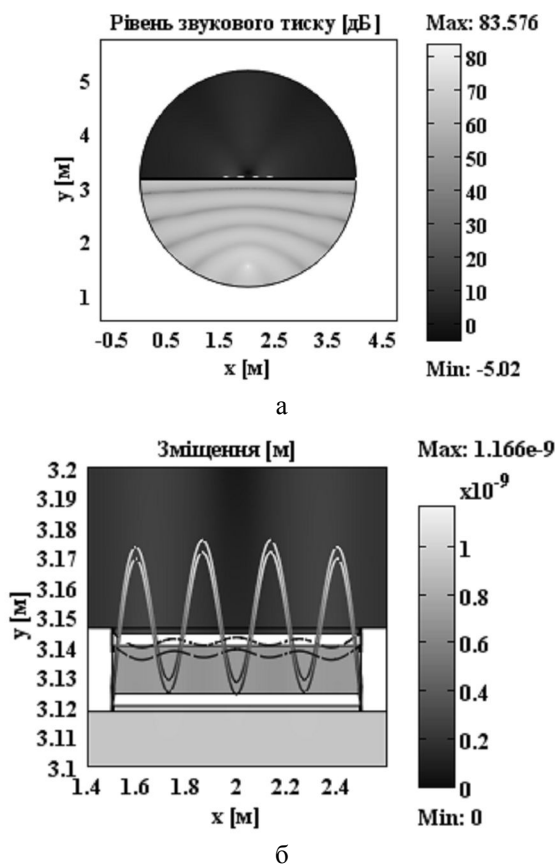 Рівень звукового тиску [дБ]
Max: 83.576
5
4
3
2
1
y [м]
-0.5 0.5 1.5 2.5 3.5 4.5
x [м]
80
70
60
50
40
30
20
10
0
Min: -5.02
а
Зміщення [м]
Max: 1.166e-9
x10⁻⁹
3.2
3.19
3.18
3.17
3.16
3.15
3.14
3.13
3.12
3.11
3.1
y [м]
1.4 1.6 1.8 2 2.2 2.4
x [м]
1
0.8
0.6
0.4
0.2
0
Min: 0
б